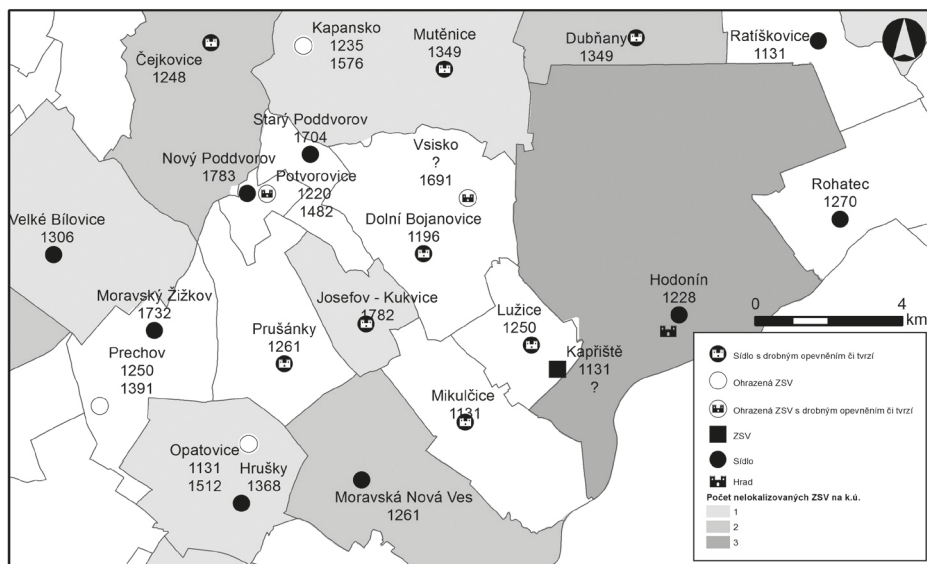 Kapansko
1235
1576
Mutěnice
1349
Dubňany
1349
Ratíškovice
1131
Čejkovice
1248
Starý Poddvorov
1704
Nový Poddvorov
1783
Potvorovice
1220
1482
Vsisko
?
1691
Rohatec
1270
Velké Bílovice
1306
Dolní Bojanovice
1196
Moravský Žižkov
1732
Josefov - Kukvice
1782
Hodonín
1228
0 4
km
Lužice
1250
Prušánky
1261
Prechov
1250
1391
Kapřiště
1131
?
Mikulčice
1131
Opatovice
1131
1512
Hrušky
1368
Moravská Nová Ves
1261
Sídlo s drobným opevněním či tvrzí
Ohrazená ZSV
Ohrazená ZSV s drobným opevněním či tvrzí
ZSV
Sídlo
Hrad
Počet nelokalizovaných ZSV na k.ú.
1
2
3